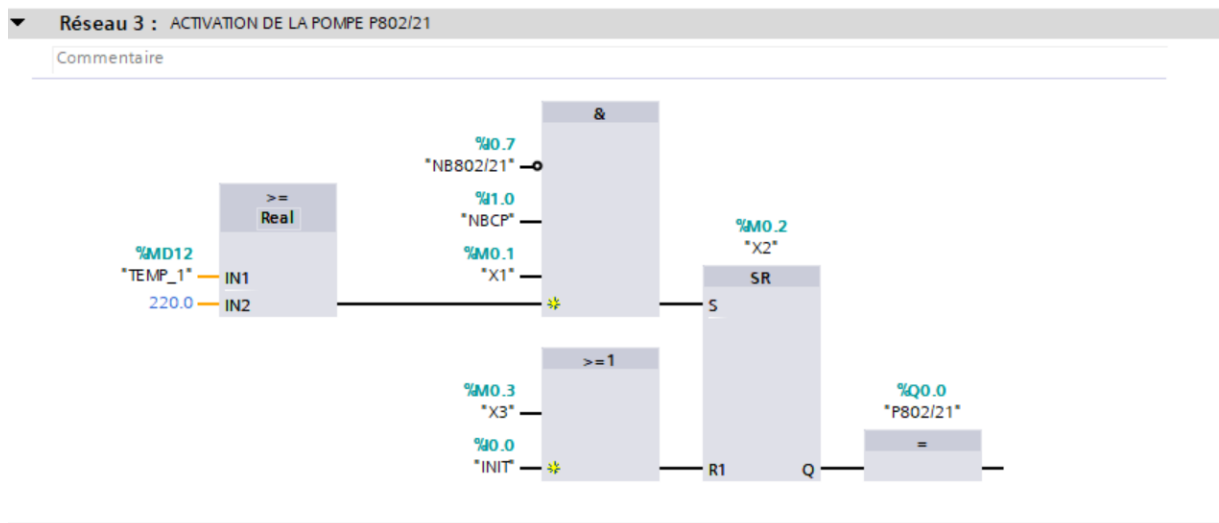 Réseau 3 : ACTIVATION DE LA POMPE P802/21
Commentaire
&
%I0.7
"NB802/21"
%I1.0
"NBCP"
%M0.1
"X1"
>=
Real
%MD12
"TEMP_1" IN1
220.0 IN2
%M0.2
"X2"
SR
S
R1 Q
>=1
%M0.3
"X3"
%I0.0
"INIT"
%Q0.0
"P802/21"
=